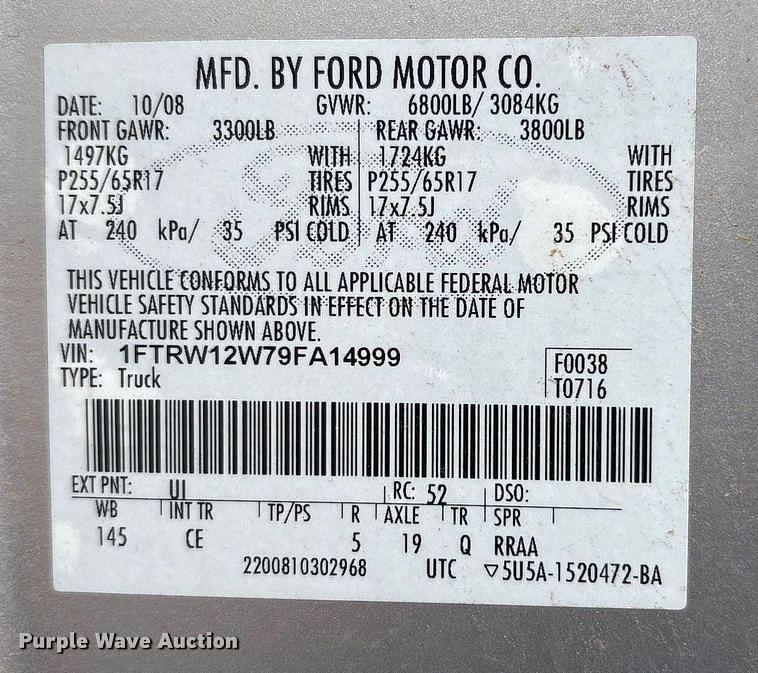 MFD. BY FORD MOTOR CO.
DATE: 10/08 GVWR: 6800LB/ 3084KG
FRONT GAWR: 3300LB REAR GAWR: 3800LB
1497KG WITH 1724KG WITH
P255/65R17 TIRES P255/65R17 TIRES
17x7.5J RIMS 17x7.5J RIMS
AT 240 kPa/ 35 PSI COLD AT 240 kPa/ 35 PSI COLD
THIS VEHICLE CONFORMS TO ALL APPLICABLE FEDERAL MOTOR
VEHICLE SAFETY STANDARDS IN EFFECT ON THE DATE OF
MANUFACTURE SHOWN ABOVE.
VIN: 1FTRW12W79FA14999
F0038
TYPE: Truck
T0716
EXT PNT: UI RC: 52 DSO:
WB INT TR TP/PS R AXLE TR SPR
145 CE 5 19 Q RRAA
2200810302968 UTC ▽5U5A-1520472-BA
Purple Wave Auction